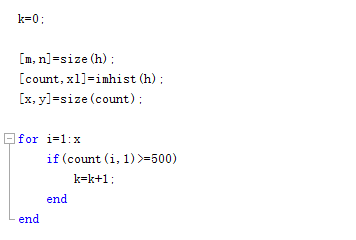 k=0;
[m,n]=size(h);
[count,x1]=imhist(h);
[x,y]=size(count);
for i=1:x
if(count(i,1)>=500)
k=k+1;
end
end